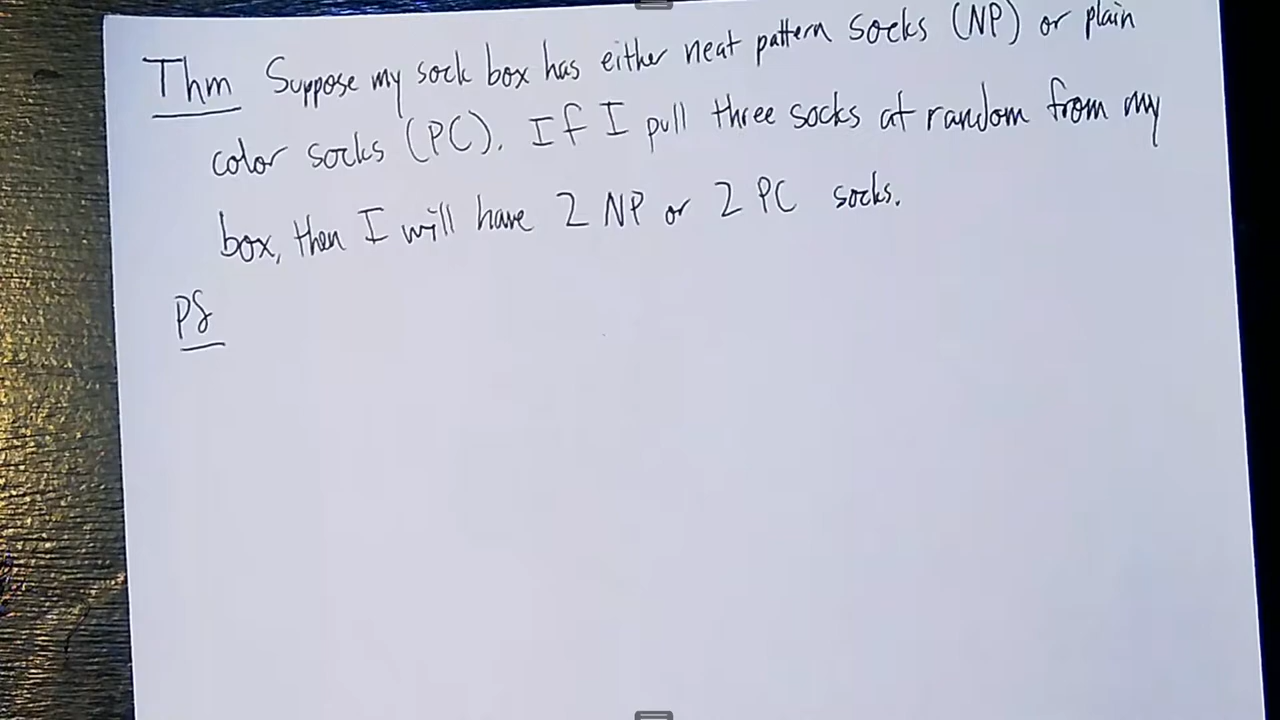 Thm Suppose my sock box has either neat pattern socks (NP) or plain
color socks (PC). If I pull three socks at random from my
box, then I will have 2 NP or 2 PC socks.
Pf